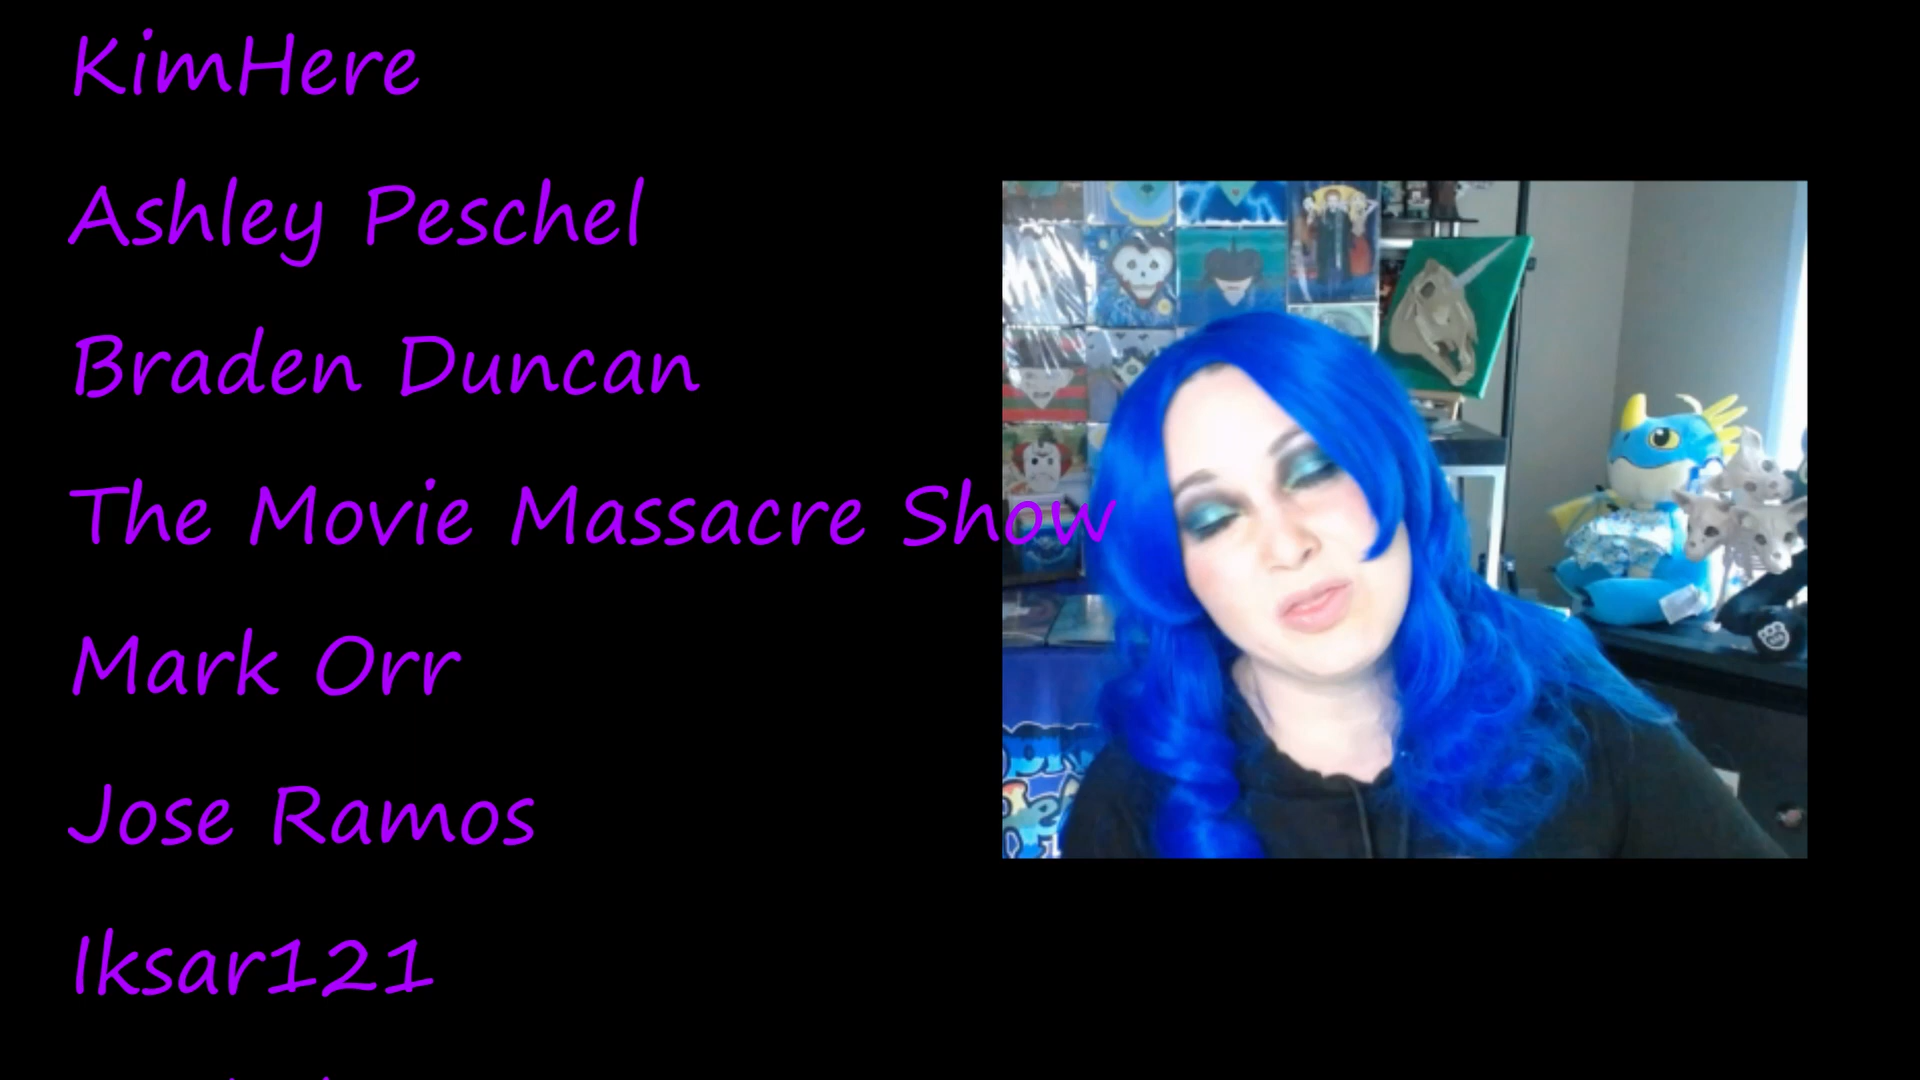 KimHere
Ashley Peschel
Braden Duncan
The Movie Massacre Show
Mark Orr
Jose Ramos
Iksar121